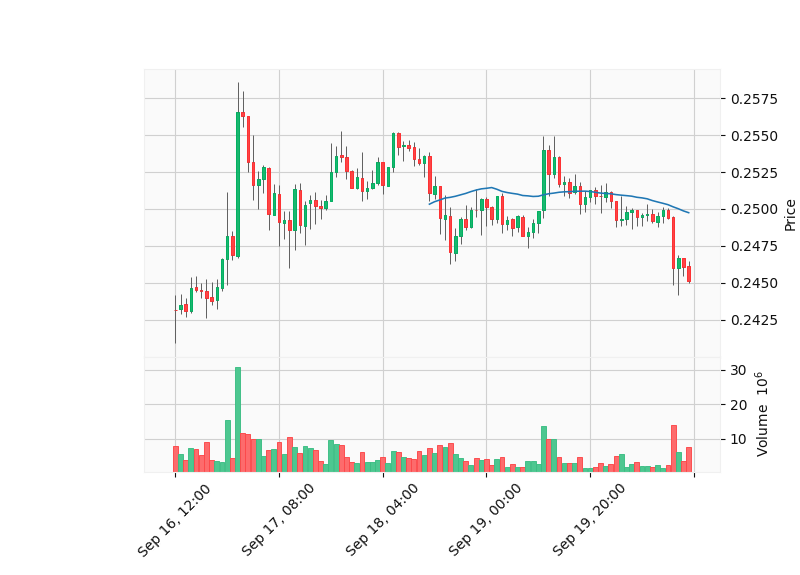 0.2575
0.2550
0.2525
0.2500
0.2475
0.2450
0.2425
Price
30
20
10
Volume 10^6
Sep 16, 12:00
Sep 17, 08:00
Sep 18, 04:00
Sep 19, 00:00
Sep 19, 20:00